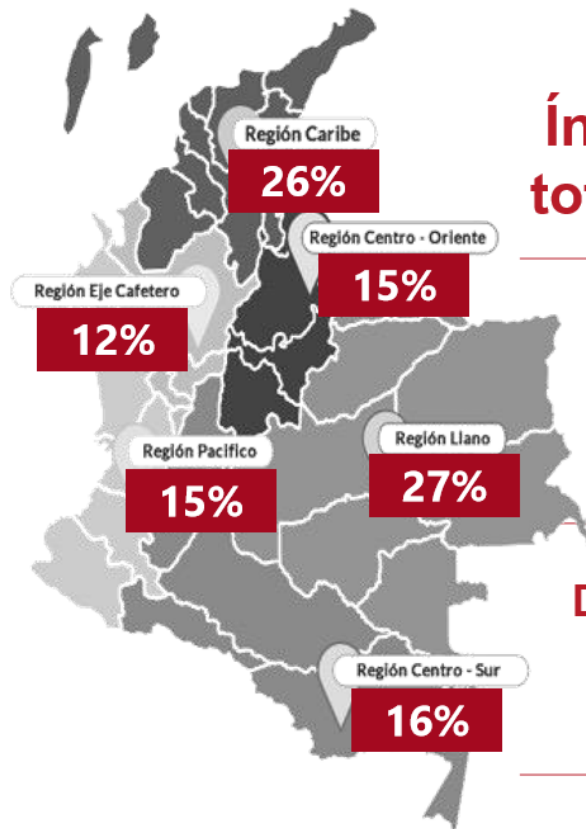 Región Caribe
26%
Región Centro - Oriente
15%
Región Eje Cafetero
12%
Región Llano
27%
Región Pacifico
15%
Región Centro - Sur
16%